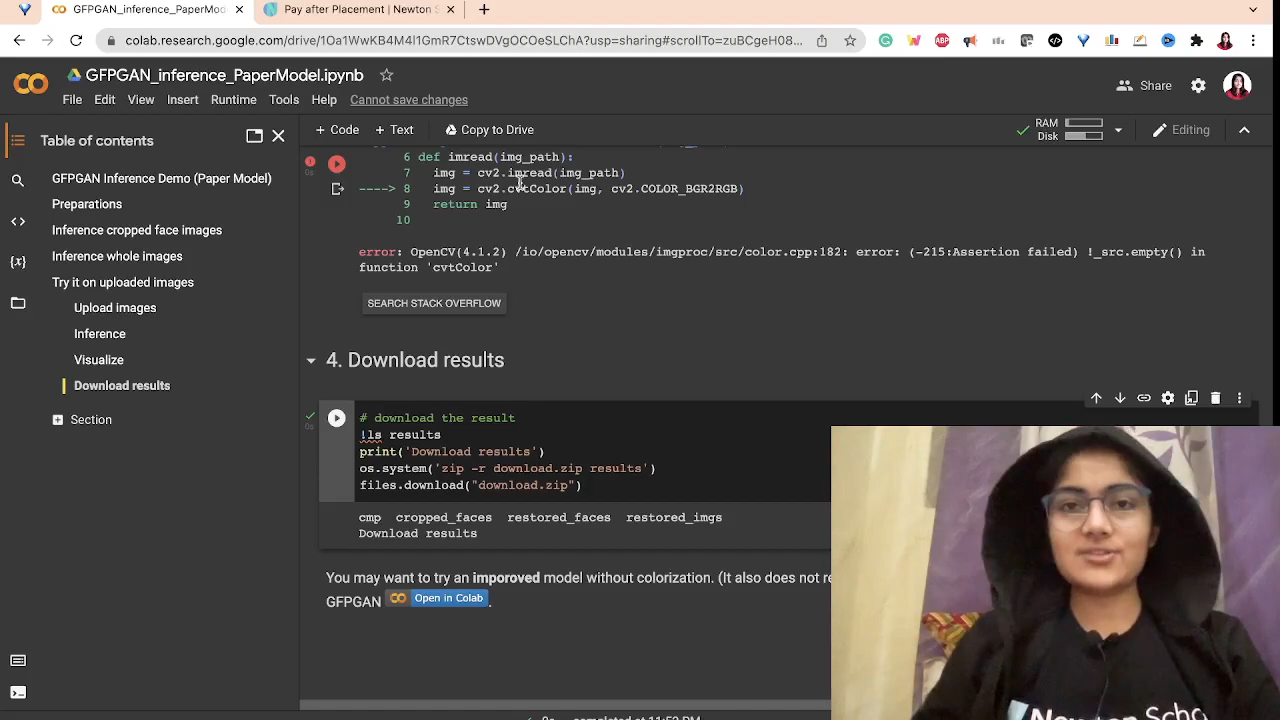 GFPGAN_inference_PaperMode
Pay after Placement | Newton S
colab.research.google.com/drive/1Oa1WwKB4M4l1GmR7CtswDVgOCOeSLChA?usp=sharing#scrollTo=zuBCgeH08...
GFPGAN_inference_PaperModel.ipynb
File Edit View Insert Runtime Tools Help Cannot save changes
Share
Table of contents
+ Code + Text Copy to Drive
RAM
Disk
Editing
GFPGAN Inference Demo (Paper Model)
Preparations
Inference cropped face images
Inference whole images
Try it on uploaded images
Upload images
Inference
Visualize
Download results
Section
6 def imread(img_path):
7 img = cv2.imread(img_path)
----> 8 img = cv2.cvtColor(img, cv2.COLOR_BGR2RGB)
9 return img
10
error: OpenCV(4.1.2) /io/opencv/modules/imgproc/src/color.cpp:182: error: (-215:Assertion failed) !_src.empty() in
function 'cvtColor'
SEARCH STACK OVERFLOW
4. Download results
# download the result
!ls results
print('Download results')
os.system('zip -r download.zip results')
files.download("download.zip")
cmp cropped_faces restored_faces restored_imgs
Download results
You may want to try an imporoved model without colorization. (It also does not re
GFPGAN Open in Colab.
Newton Scho